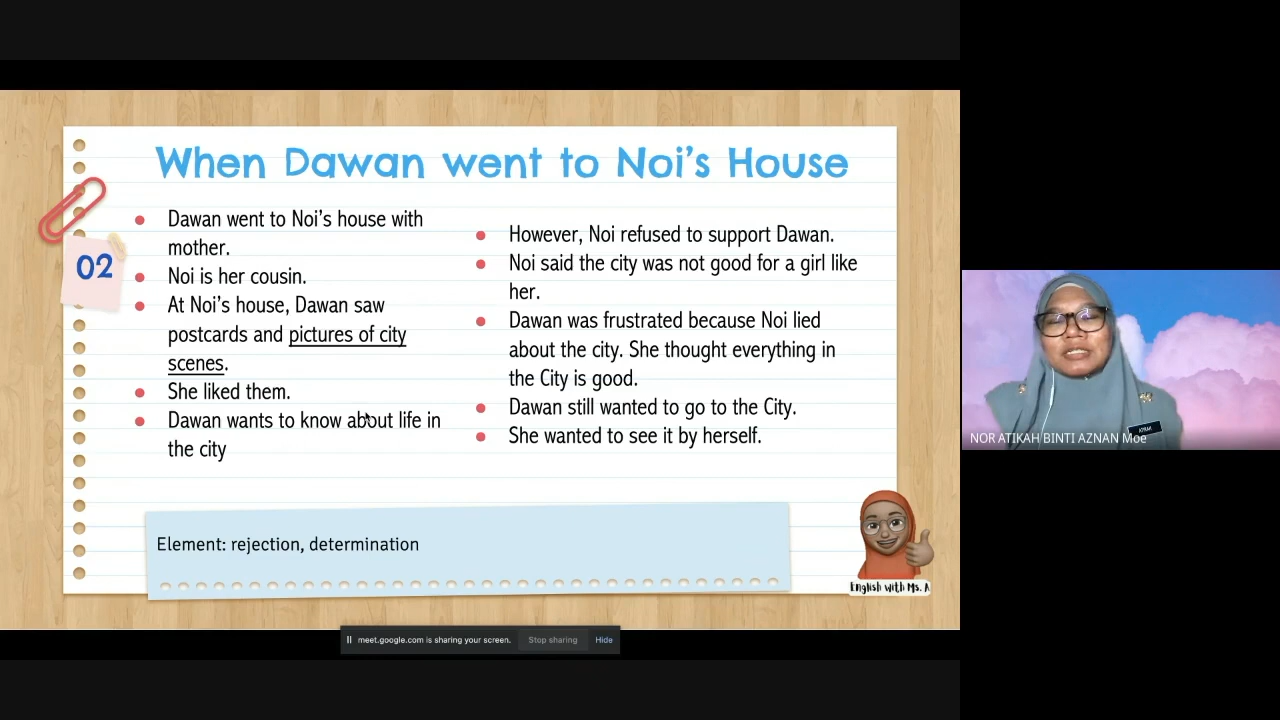 When Dawan went to Noi's House
02
Dawan went to Noi's house with
mother.
Noi is her cousin.
At Noi's house, Dawan saw
postcards and pictures of city
scenes.
She liked them.
Dawan wants to know about life in
the city
However, Noi refused to support Dawan.
Noi said the city was not good for a girl like
her.
Dawan was frustrated because Noi lied
about the city. She thought everything in
the City is good.
Dawan still wanted to go to the City.
She wanted to see it by herself.
Element: rejection, determination
English with Ms. A
meet.google.com is sharing your screen.
Stop sharing
Hide
NOR ATIKAH BINTI AZNAN Moe